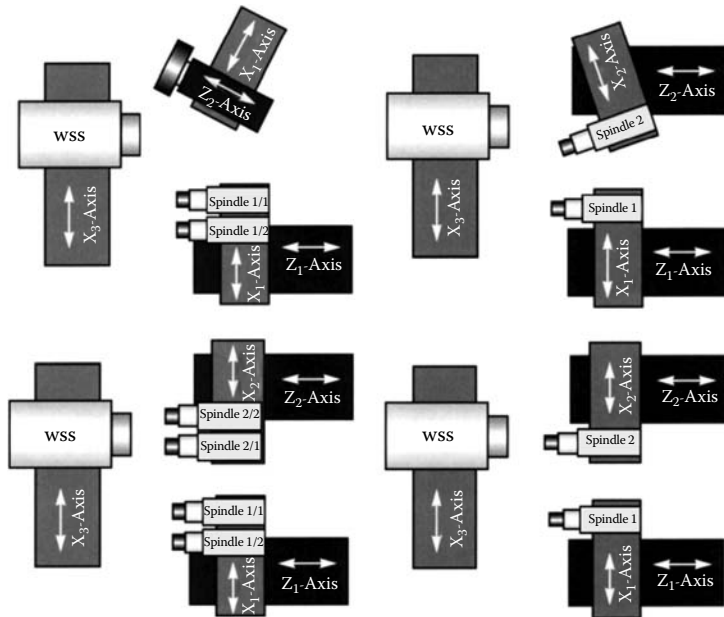 X₁-Axis
Z₂-Axis
WSS
X₃-Axis
Spindle 1/1
Spindle 1/2
X₁-Axis
Z₁-Axis
X₂-Axis
Z₂-Axis
Spindle 2
WSS
X₃-Axis
Spindle 1
X₁-Axis
Z₁-Axis
X₂-Axis
Z₂-Axis
Spindle 2/2
Spindle 2/1
WSS
X₃-Axis
Spindle 1/1
Spindle 1/2
X₁-Axis
Z₁-Axis
X₂-Axis
Z₂-Axis
Spindle 2
WSS
X₃-Axis
Spindle 1
X₁-Axis
Z₁-Axis